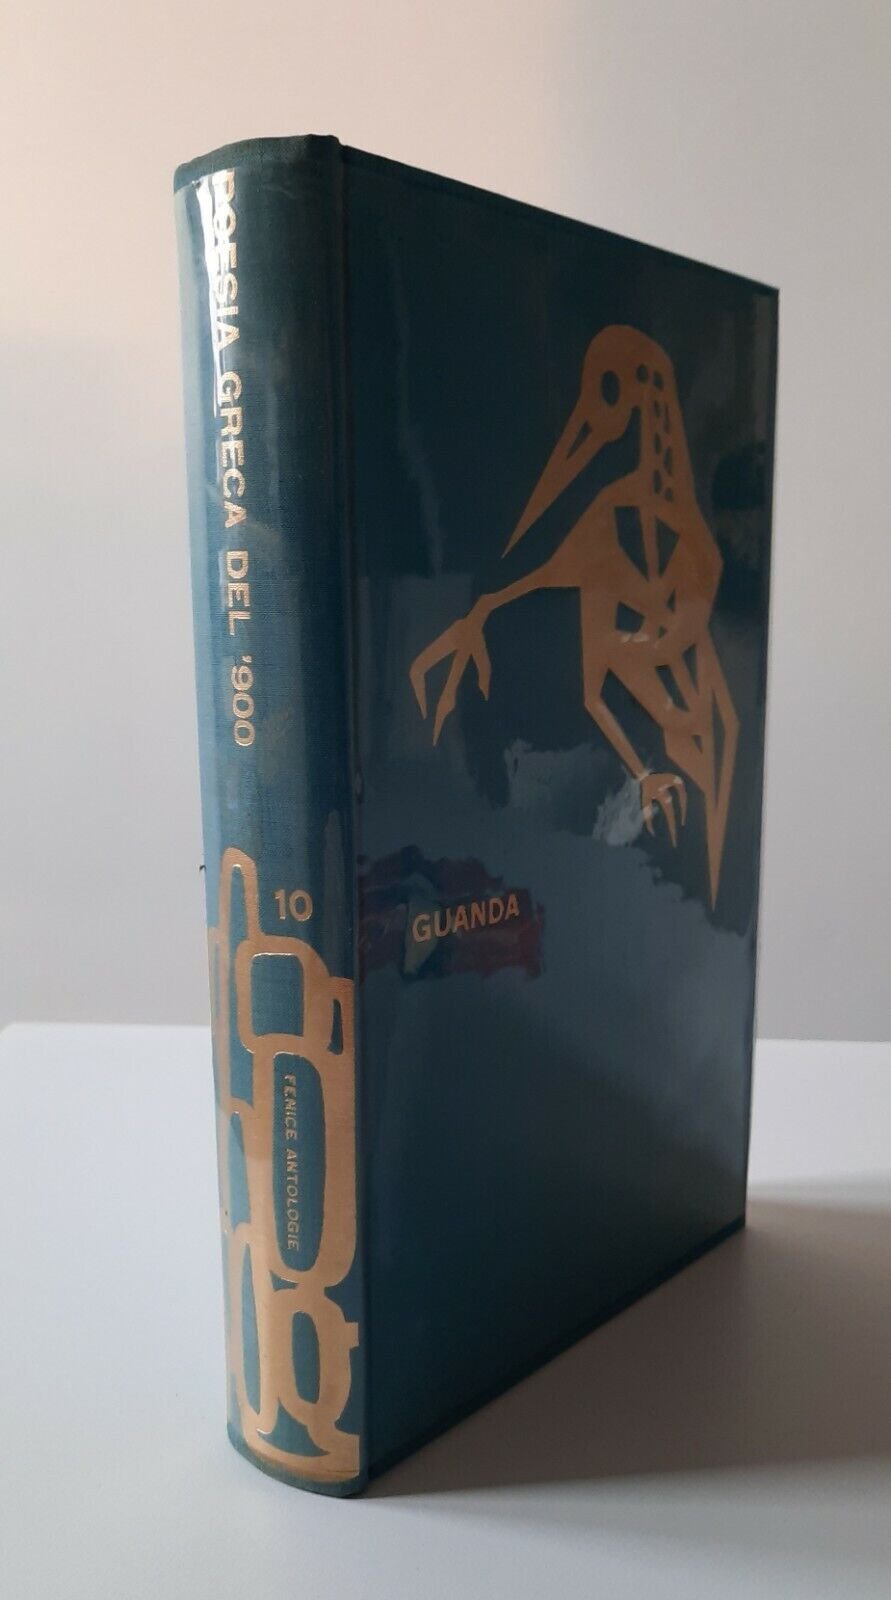 POESIA GRECA DEL '900
10
FENICE ANTOLOGIE
GUANDA